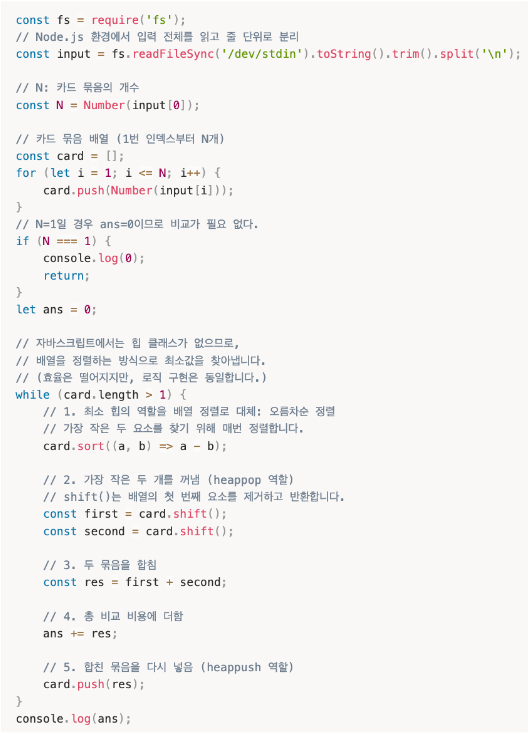 const fs = require('fs');
// Node.js 환경에서 입력 전체를 읽고 줄 단위로 분리
const input = fs.readFileSync('/dev/stdin').toString().trim().split('\n');

// N: 카드 묶음의 개수
const N = Number(input[0]);

// 카드 묶음 배열 (1번 인덱스부터 N개)
const card = [];
for (let i = 1; i <= N; i++) {
    card.push(Number(input[i]));
}
// N=1일 경우 ans=0이므로 비교가 필요 없다.
if (N === 1) {
    console.log(0);
    return;
}
let ans = 0;

// 자바스크립트에서는 힙 클래스가 없으므로,
// 배열을 정렬하는 방식으로 최소값을 찾아냅니다.
// (효율은 떨어지지만, 로직 구현은 동일합니다.)
while (card.length > 1) {
    // 1. 최소 힙의 역할을 배열 정렬로 대체: 오름차순 정렬
    // 가장 작은 두 요소를 찾기 위해 매번 정렬합니다.
    card.sort((a, b) => a - b);

    // 2. 가장 작은 두 개를 꺼냄 (heappop 역할)
    // shift()는 배열의 첫 번째 요소를 제거하고 반환합니다.
    const first = card.shift();
    const second = card.shift();

    // 3. 두 묶음을 합침
    const res = first + second;

    // 4. 총 비교 비용에 더함
    ans += res;

    // 5. 합친 묶음을 다시 넣음 (heappush 역할)
    card.push(res);
}
console.log(ans);